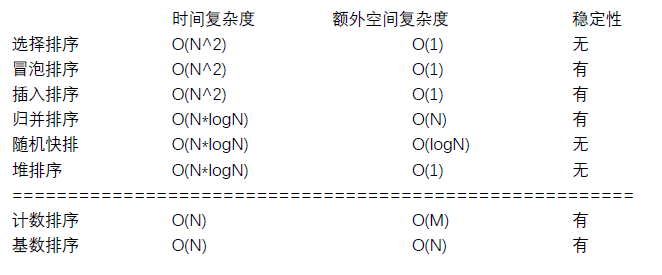 时间复杂度 额外空间复杂度 稳定性
选择排序 O(N^2) O(1) 无
冒泡排序 O(N^2) O(1) 有
插入排序 O(N^2) O(1) 有
归并排序 O(N*logN) O(N) 有
随机快排 O(N*logN) O(logN) 无
堆排序 O(N*logN) O(1) 无
========================================================
计数排序 O(N) O(M) 有
基数排序 O(N) O(N) 有